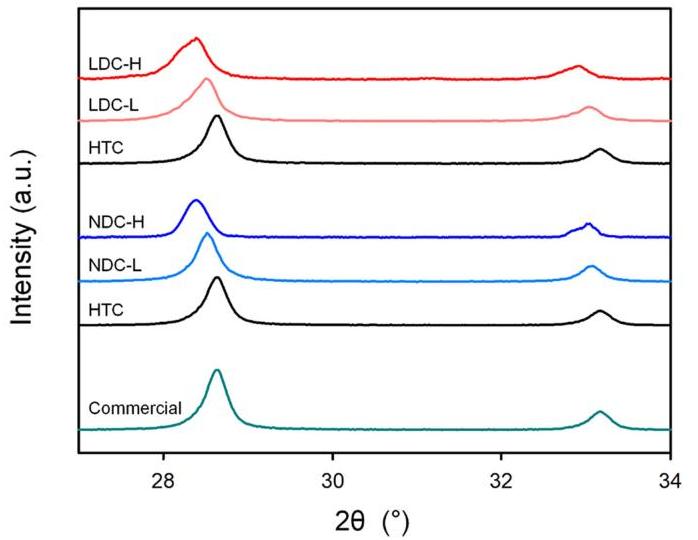 LDC-H
LDC-L
HTC
NDC-H
NDC-L
HTC
Commercial
Intensity (a.u.)
28 30 32 34
2θ (°)